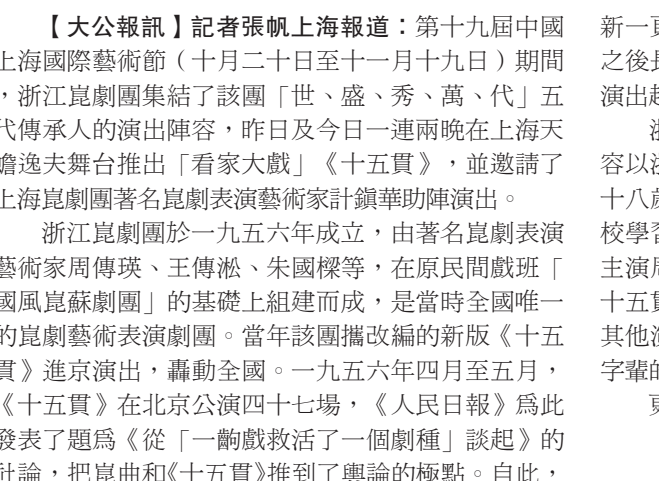 【大公報訊】記者張帆上海報道：第十九屆中國
上海國際藝術節（十月二十日至十一月十九日）期間
，浙江崑劇團集結了該團「世、盛、秀、萬、代」五
代傳承人的演出陣容，昨日及今日一連兩晚在上海天
蟾逸夫舞台推出「看家大戲」《十五貫》，並邀請了
上海崑劇團著名崑劇表演藝術家計鎭華助陣演出。
浙江崑劇團於一九五六年成立，由著名崑劇表演
藝術家周傳瑛、王傳淞、朱國樑等，在原民間戲班「
國風崑蘇劇團」的基礎上組建而成，是當時全國唯一
的崑劇藝術表演劇團。當年該團攜改編的新版《十五
貫》進京演出，轟動全國。一九五六年四月至五月，
《十五貫》在北京公演四十七場，《人民日報》爲此
發表了題爲《從「一齣戲救活了一個劇種」談起》的
社論，把崑曲和《十五貫》推到了輿論的極點。自此，
新一
之後
演出
浙
容以
十八歲
校學習
主演周
十五貫
其他演
字輩的
更